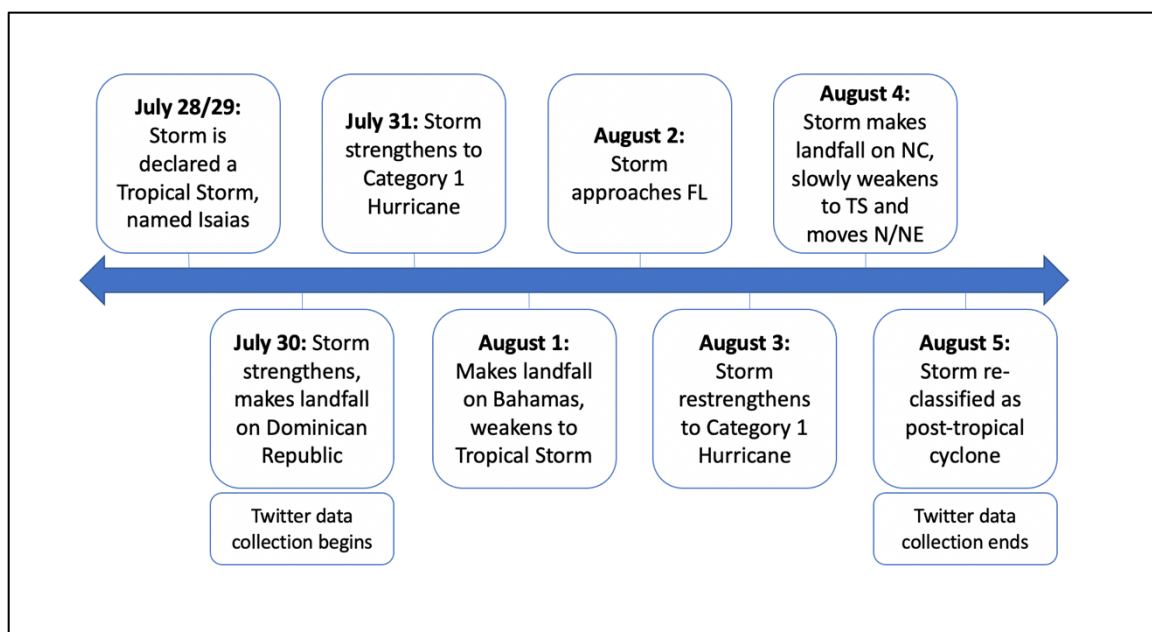 July 28/29:
Storm is
declared a
Tropical Storm,
named Isaias
July 31: Storm
strengthens to
Category 1
Hurricane
August 2:
Storm
approaches FL
August 4:
Storm makes
landfall on NC,
slowly weakens
to TS and
moves N/NE
July 30: Storm
strengthens,
makes landfall
on Dominican
Republic
August 1:
Makes landfall
on Bahamas,
weakens to
Tropical Storm
August 3:
Storm
restrengthens
to Category 1
Hurricane
August 5:
Storm re-
classified as
post-tropical
cyclone
Twitter data
collection begins
Twitter data
collection ends